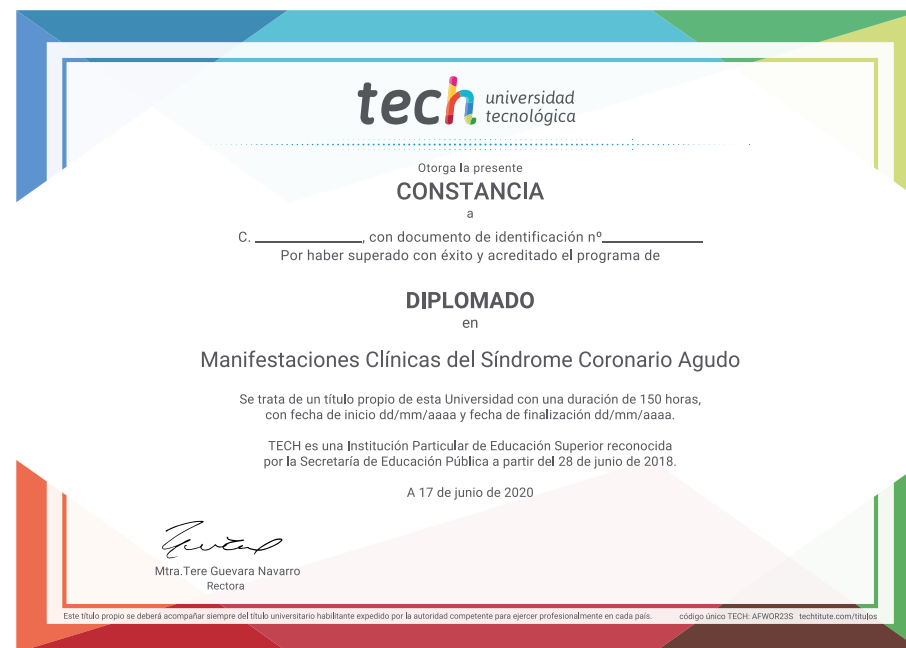 tech universidad
tecnológica
Otorga la presente
CONSTANCIA
a
C. ______________, con documento de identificación nº_____________
Por haber superado con éxito y acreditado el programa de
DIPLOMADO
en
Manifestaciones Clínicas del Síndrome Coronario Agudo
Se trata de un título propio de esta Universidad con una duración de 150 horas,
con fecha de inicio dd/mm/aaaa y fecha de finalización dd/mm/aaaa.
TECH es una Institución Particular de Educación Superior reconocida
por la Secretaría de Educación Pública a partir del 28 de junio de 2018.
A 17 de junio de 2020
Mtra.Tere Guevara Navarro
Rectora
Este título propio se deberá acompañar siempre del título universitario habilitante expedido por la autoridad competente para ejercer profesionalmente en cada país. código único TECH: AFWOR23S techtitute.com/titulos